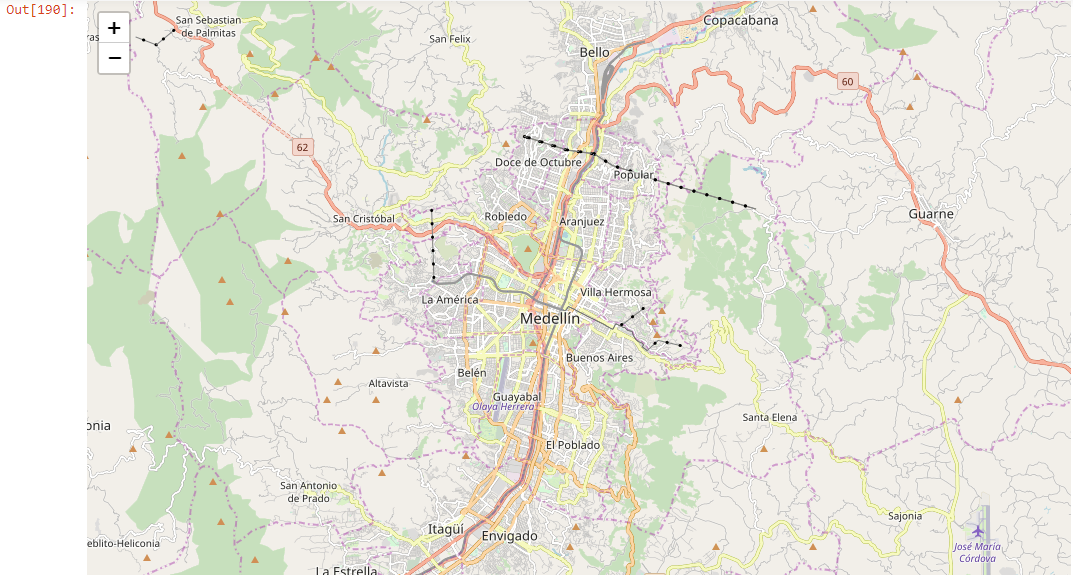 Out[190]:
+
−
San Sebastian
de Palmitas
San Felix
Copacabana
Bello
60
62
Doce de Octubre
Popular
San Cristóbal
Robledo
Aranjuez
Guarne
La América
Villa Hermosa
Medellín
Buenos Aires
Belén
Altavista
Guayabal
Olaya Herrera
Santa Elena
onia
El Poblado
San Antonio
de Prado
Sajonia
Itagüí
Envigado
eblito-Heliconia
José María
Córdova
La Estrella